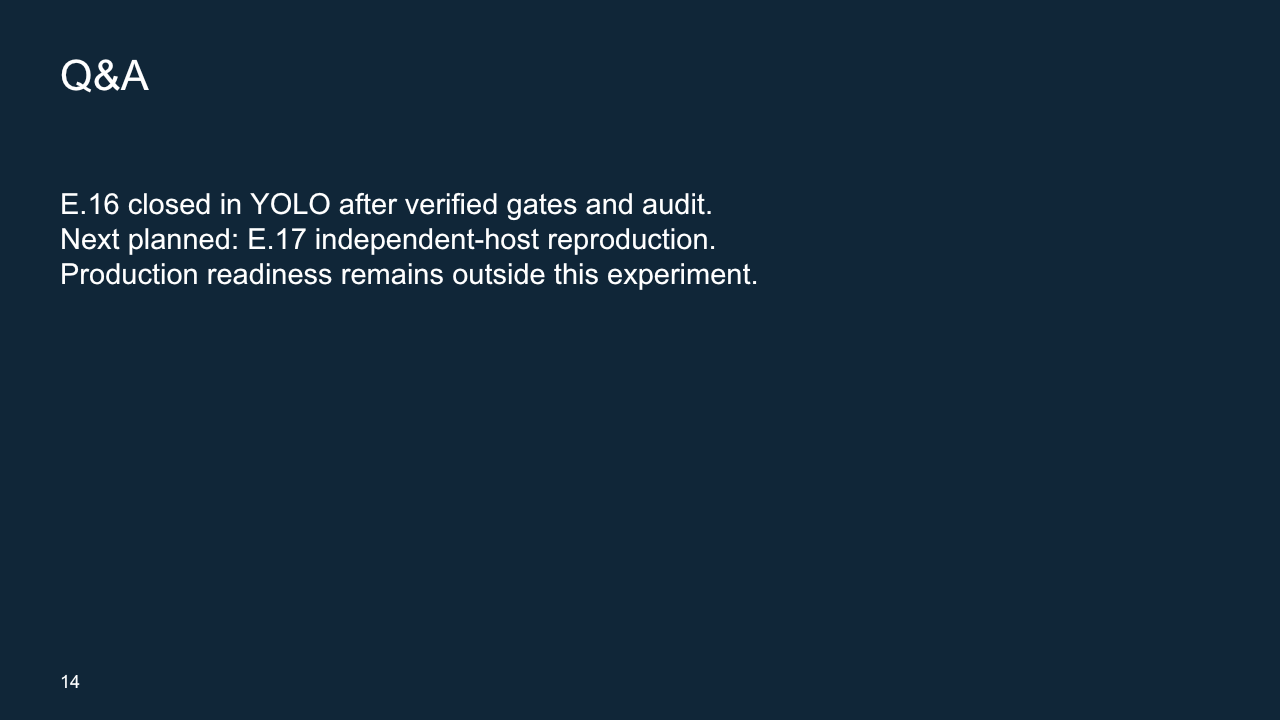 Q&A
E.16 closed in YOLO after verified gates and audit.
Next planned: E.17 independent-host reproduction.
Production readiness remains outside this experiment.
14